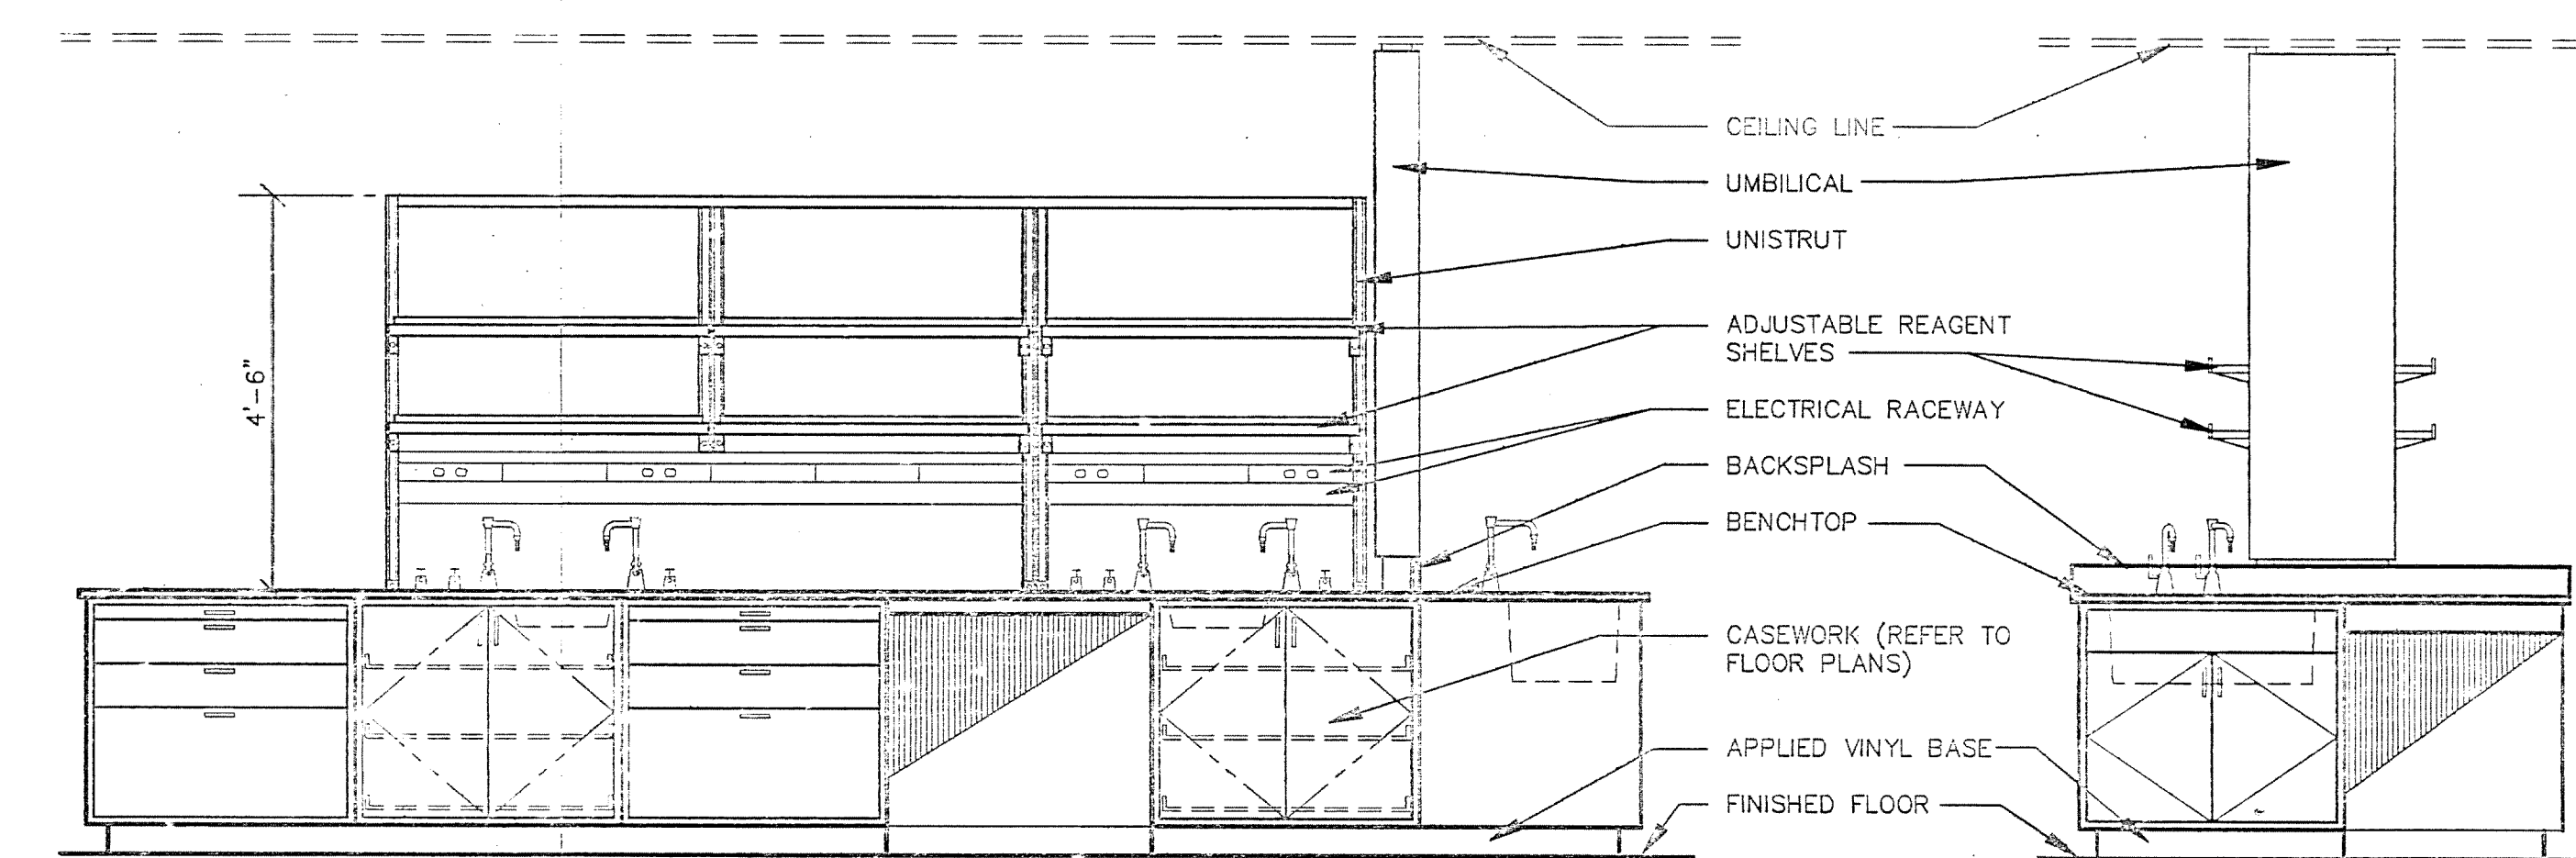 CEILING LINE
UMBILICAL
UNISTRUT
ADJUSTABLE REAGENT
SHELVES
4'-6"
ELECTRICAL RACEWAY
BACKSPLASH
BENCHTOP
CASEWORK (REFER TO
FLOOR PLANS)
APPLIED VINYL BASE
FINISHED FLOOR